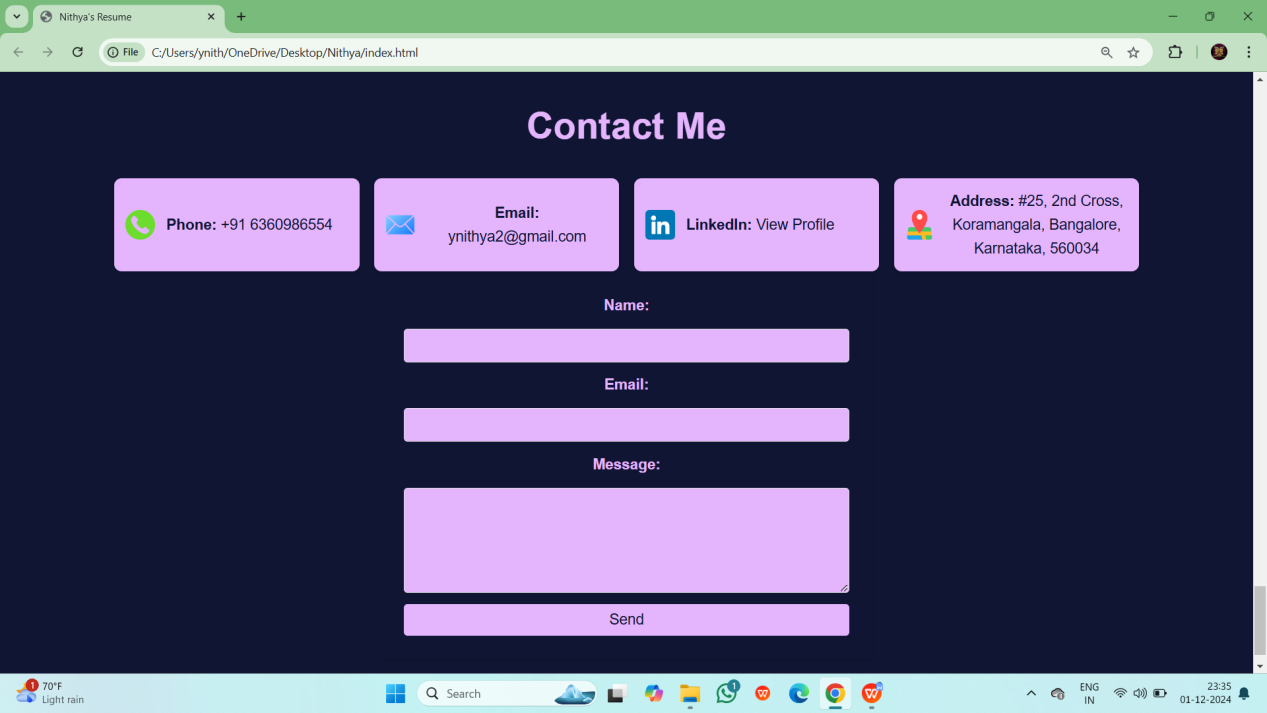 Nithya's Resume
File
C:/Users/ynith/OneDrive/Desktop/Nithya/index.html
Contact Me
Phone: +91 6360986554
Email:
ynithya2@gmail.com
LinkedIn: View Profile
Address: #25, 2nd Cross,
Koramangala, Bangalore,
Karnataka, 560034
Name:
Email:
Message:
Send
1
70°F
Light rain
Search
1
ENG
IN
23:35
01-12-2024